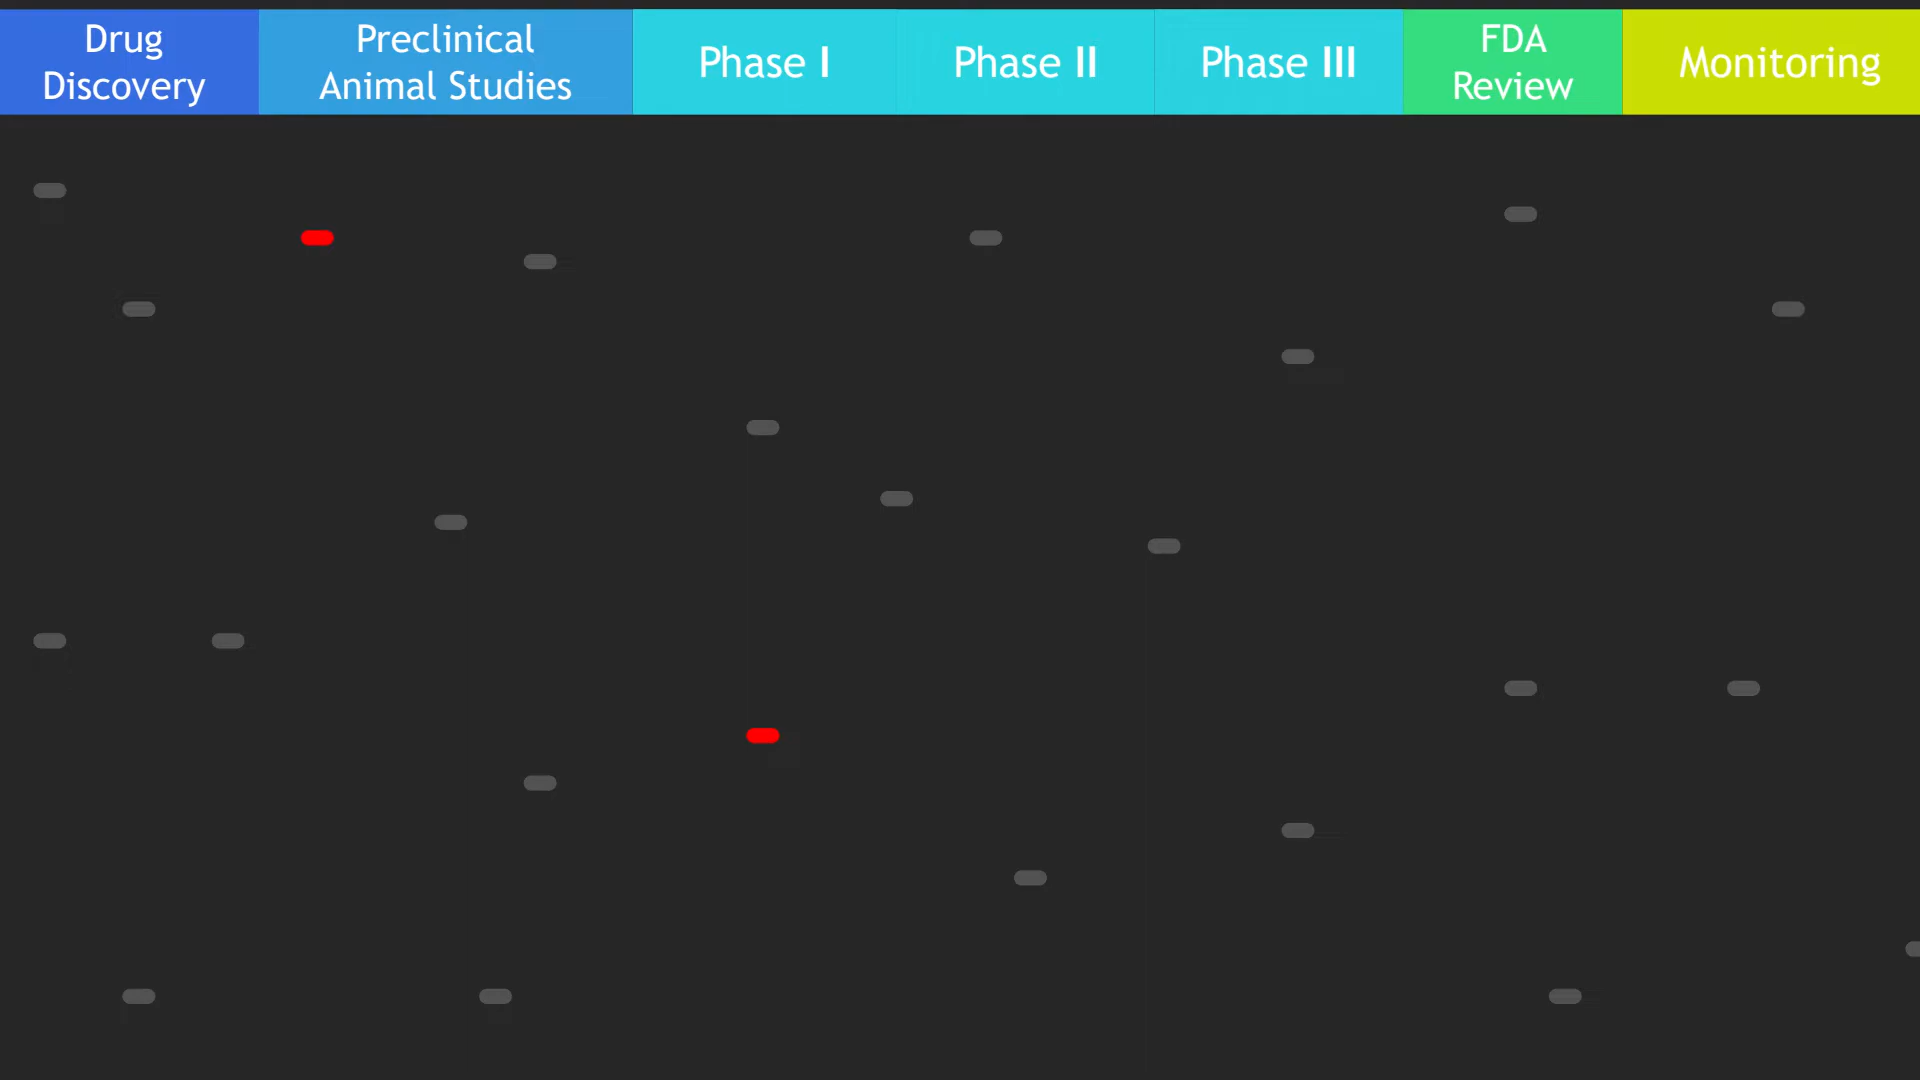 Drug
Discovery
Preclinical
Animal Studies
Phase I
Phase II
Phase III
FDA
Review
Monitoring